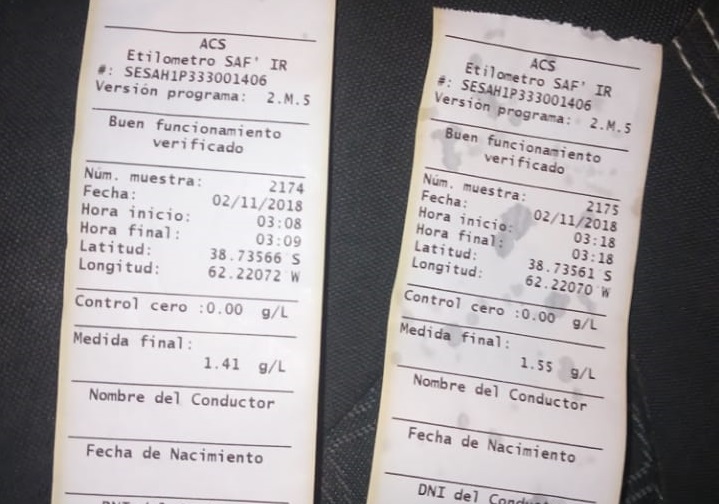 ACS
Etilometro SAF' IR
#: SESAH1P333001406
Versión programa: 2.M.5
Buen funcionamiento
verificado
Núm. muestra: 2174
Fecha: 02/11/2018
Hora inicio: 03:08
Hora final: 03:09
Latitud: 38.73566 S
Longitud: 62.22072 W
Control cero :0.00 g/L
Medida final:
1.41 g/L
Nombre del Conductor
Fecha de Nacimiento
ACS
Etilometro SAF' IR
#: SESAH1P333001406
Versión programa: 2.M.5
Buen funcionamiento
verificado
Núm. muestra: 2175
Fecha: 02/11/2018
Hora inicio: 03:18
Hora final: 03:18
Latitud: 38.73561 S
Longitud: 62.22070 W
Control cero :0.00 g/L
Medida final:
1.55 g/L
Nombre del Conductor
Fecha de Nacimiento
DNI del